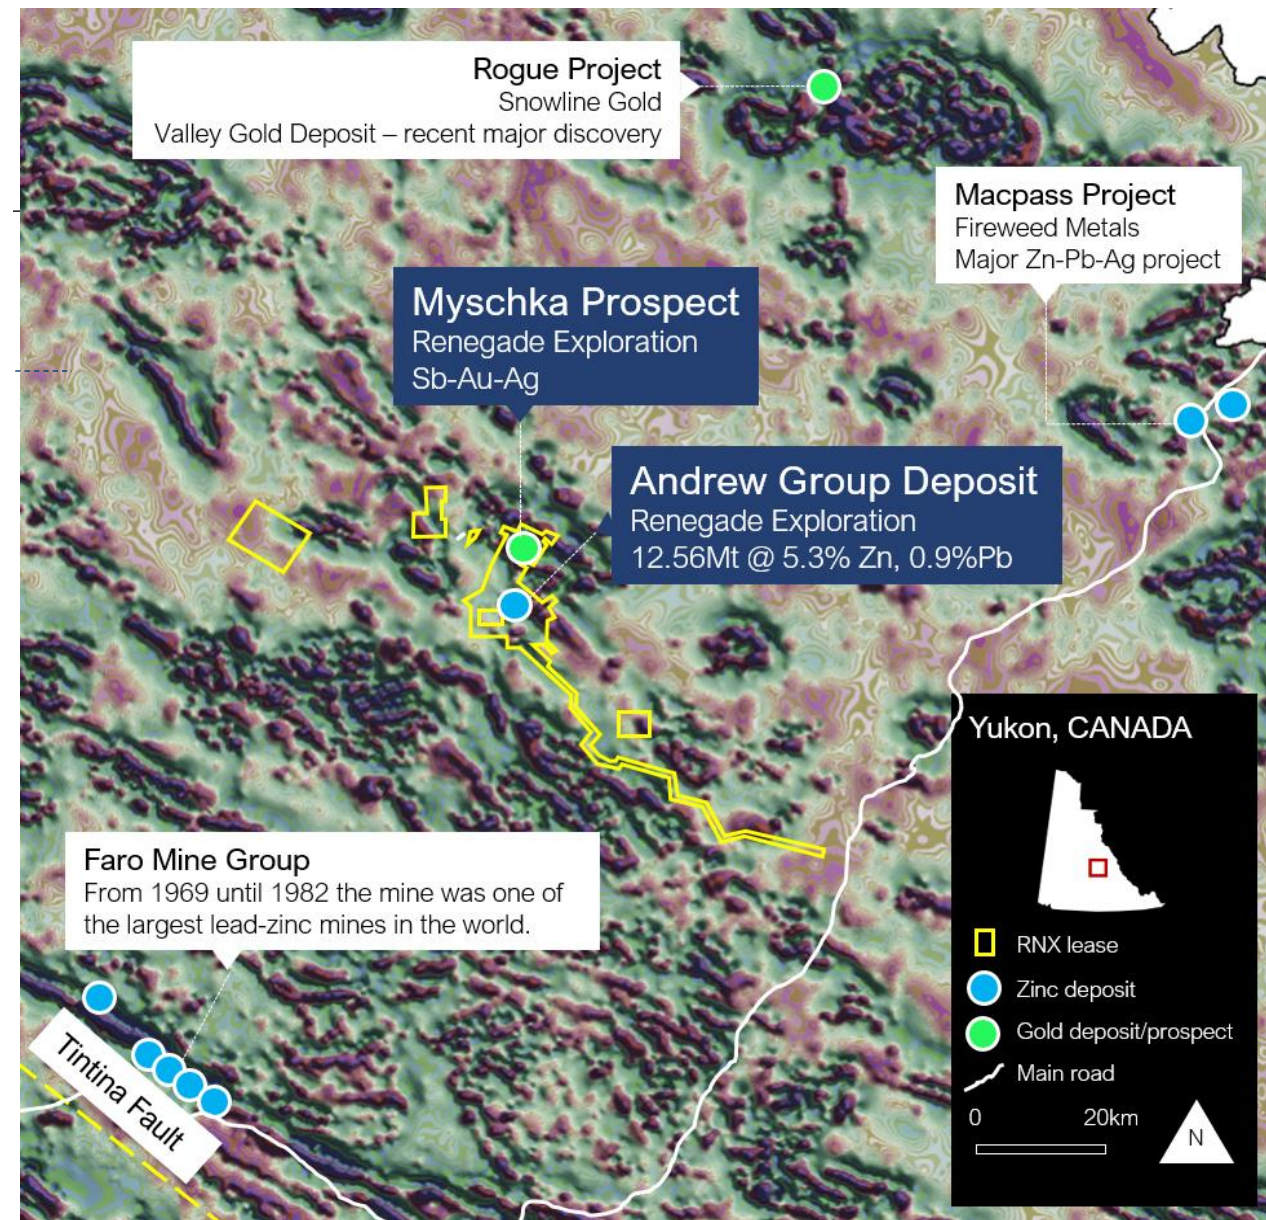 Rogue Project
Snowline Gold
Valley Gold Deposit – recent major discovery
Macpass Project
Fireweed Metals
Major Zn-Pb-Ag project
Myschka Prospect
Renegade Exploration
Sb-Au-Ag
Andrew Group Deposit
Renegade Exploration
12.56Mt @ 5.3% Zn, 0.9%Pb
Faro Mine Group
From 1969 until 1982 the mine was one of
the largest lead-zinc mines in the world.
Tintina Fault
Yukon, CANADA
RNX lease
Zinc deposit
Gold deposit/prospect
Main road
0 20km
N